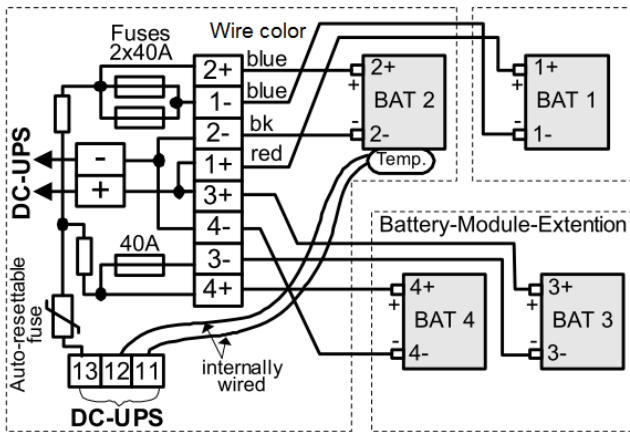 Fuses
2x40A
Wire color
2+
blue
1-
blue
2-
bk
1+
red
3+
4-
3-
4+
2+
+
BAT 2
-
2-
Temp.
1+
+
BAT 1
-
1-
DC-UPS
-
+
40A
Battery-Module-Extention
4+
+
BAT 4
-
4-
3+
+
BAT 3
-
3-
Auto-resettable
fuse
internally
wired
13 12 11
DC-UPS